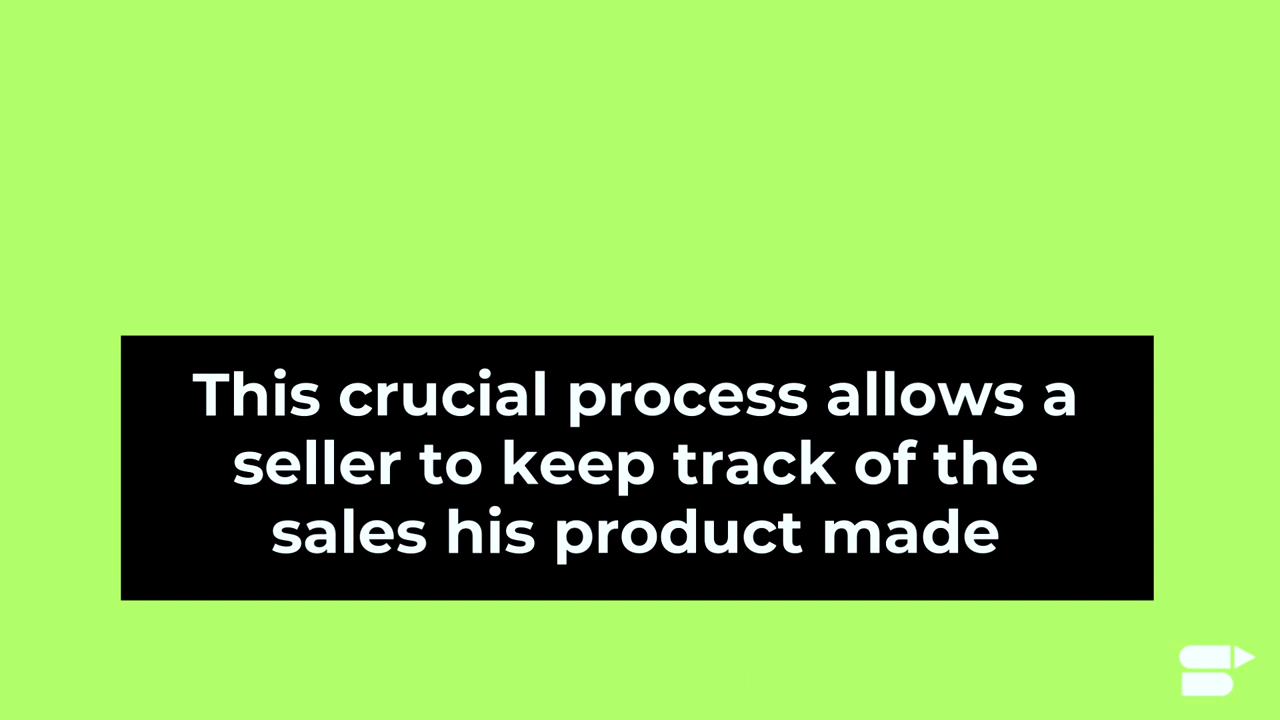 This crucial process allows a
seller to keep track of the
sales his product made